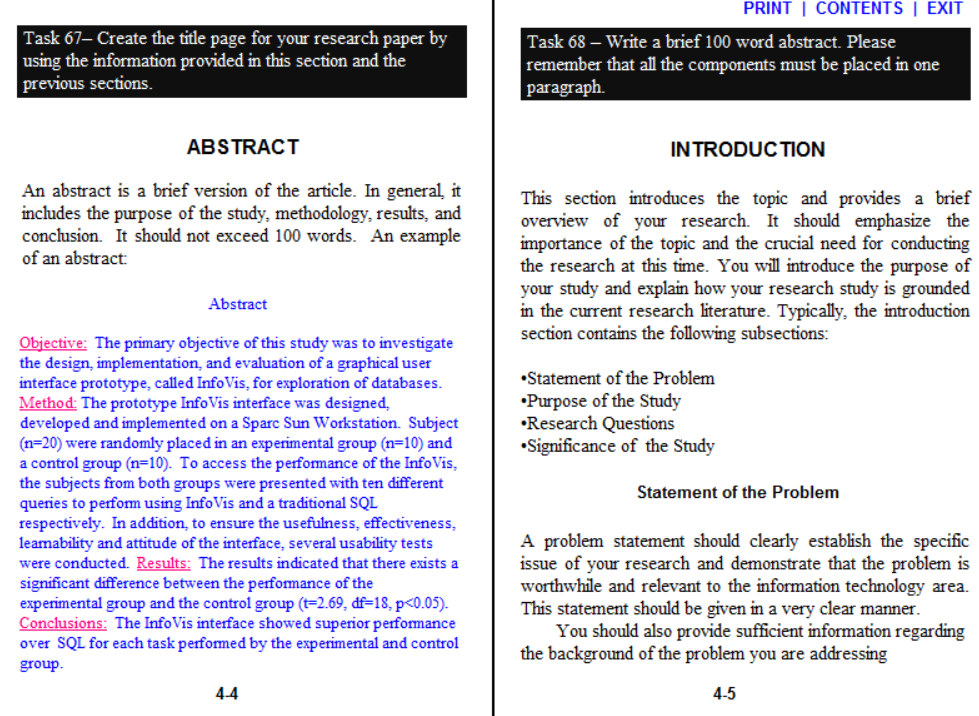 Task 67– Create the title page for your research paper by
using the information provided in this section and the
previous sections.
ABSTRACT
An abstract is a brief version of the article. In general, it
includes the purpose of the study, methodology, results, and
conclusion. It should not exceed 100 words. An example
of an abstract:
Abstract
Objective: The primary objective of this study was to investigate
the design, implementation, and evaluation of a graphical user
interface prototype, called InfoVis, for exploration of databases.
Method: The prototype InfoVis interface was designed,
developed and implemented on a Sparc Sun Workstation. Subject
(n=20) were randomly placed in an experimental group (n=10) and
a control group (n=10). To access the performance of the InfoVis,
the subjects from both groups were presented with ten different
queries to perform using InfoVis and a traditional SQL
respectively. In addition, to ensure the usefulness, effectiveness,
learnability and attitude of the interface, several usability tests
were conducted. Results: The results indicated that there exists a
significant difference between the performance of the
experimental group and the control group (t=2.69, df=18, p<0.05).
Conclusions: The InfoVis interface showed superior performance
over SQL for each task performed by the experimental and control
group.
4-4
PRINT | CONTENTS | EXIT
Task 68 – Write a brief 100 word abstract. Please
remember that all the components must be placed in one
paragraph.
INTRODUCTION
This section introduces the topic and provides a brief
overview of your research. It should emphasize the
importance of the topic and the crucial need for conducting
the research at this time. You will introduce the purpose of
your study and explain how your research study is grounded
in the current research literature. Typically, the introduction
section contains the following subsections:
•Statement of the Problem
•Purpose of the Study
•Research Questions
•Significance of the Study
Statement of the Problem
A problem statement should clearly establish the specific
issue of your research and demonstrate that the problem is
worthwhile and relevant to the information technology area.
This statement should be given in a very clear manner.
You should also provide sufficient information regarding
the background of the problem you are addressing
4-5